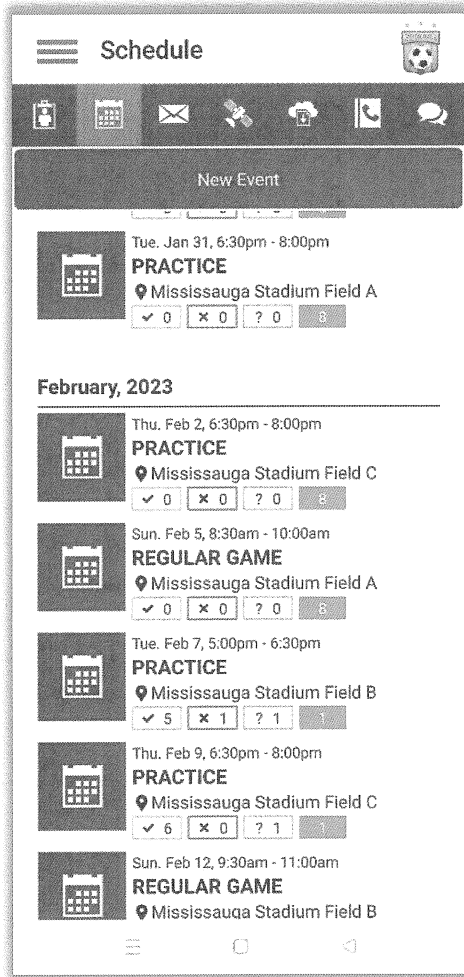 Schedule
New Event
Tue. Jan 31, 6:30pm - 8:00pm
PRACTICE
Mississauga Stadium Field A
✔ 0 ✖ 0 ? 0 8
February, 2023
Thu. Feb 2, 6:30pm - 8:00pm
PRACTICE
Mississauga Stadium Field C
✔ 0 ✖ 0 ? 0 8
Sun. Feb 5, 8:30am - 10:00am
REGULAR GAME
Mississauga Stadium Field A
✔ 0 ✖ 0 ? 0 8
Tue. Feb 7, 5:00pm - 6:30pm
PRACTICE
Mississauga Stadium Field B
✔ 5 ✖ 1 ? 1 1
Thu. Feb 9, 6:30pm - 8:00pm
PRACTICE
Mississauga Stadium Field C
✔ 6 ✖ 0 ? 1 1
Sun. Feb 12, 9:30am - 11:00am
REGULAR GAME
Mississauga Stadium Field B